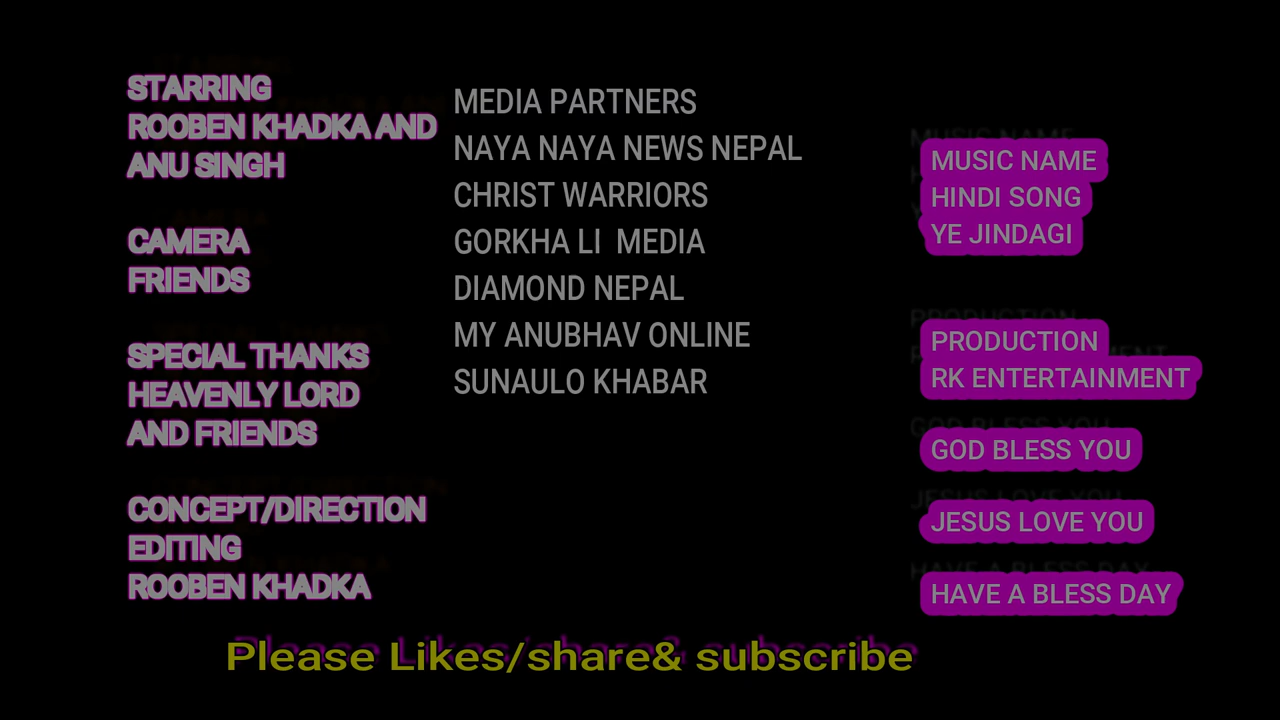 STARRING
ROOBEN KHADKA AND
ANU SINGH
CAMERA
FRIENDS
SPECIAL THANKS
HEAVENLY LORD
AND FRIENDS
CONCEPT/DIRECTION
EDITING
ROOBEN KHADKA
MEDIA PARTNERS
NAYA NAYA NEWS NEPAL
CHRIST WARRIORS
GORKHA LI MEDIA
DIAMOND NEPAL
MY ANUBHAV ONLINE
SUNAULO KHABAR
MUSIC NAME
HINDI SONG
YE JINDAGI
PRODUCTION
RK ENTERTAINMENT
GOD BLESS YOU
JESUS LOVE YOU
HAVE A BLESS DAY
Please Likes/share& subscribe